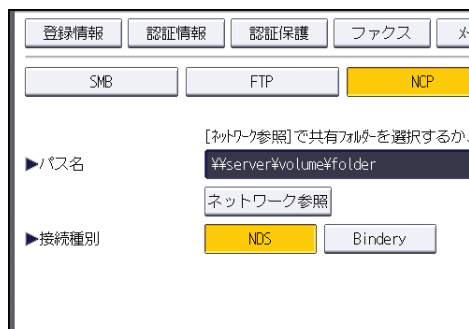 登録情報 認証情報 認証保護 ファクス
SMB FTP NCP
[ﾈｯﾄﾜｰｸ参照]で共有ﾌｫﾙﾀﾞｰを選択するか、
▶パス名 ¥¥server¥volume¥folder
ネットワーク参照
▶接続種別 NDS Bindery